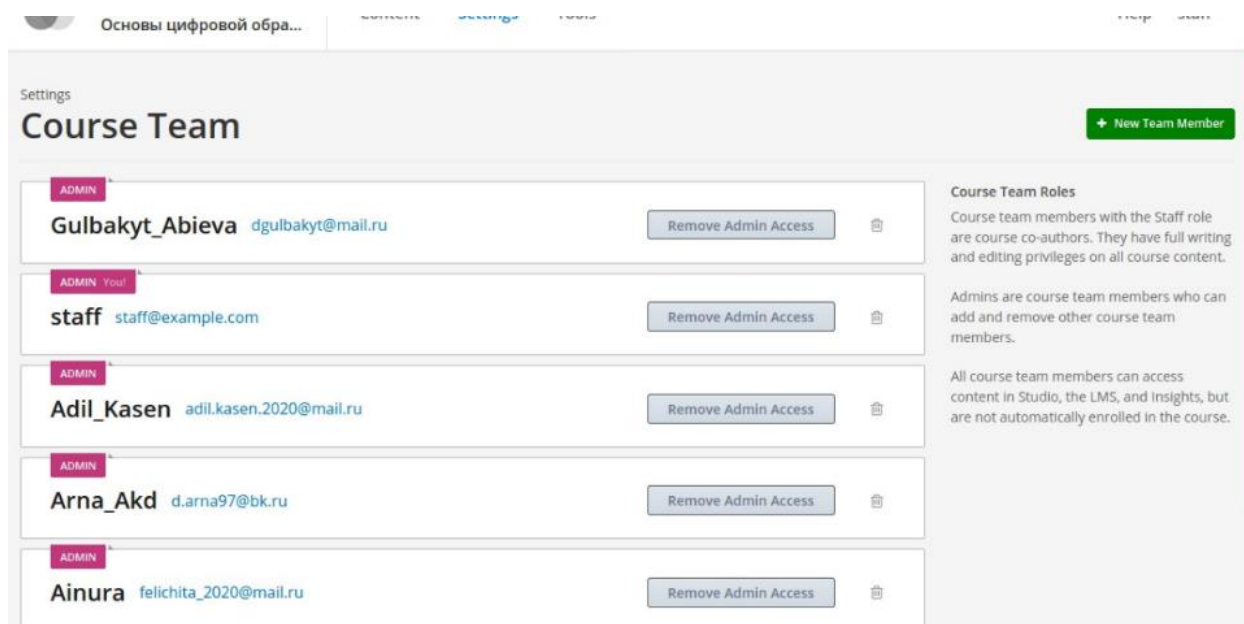 Основы цифровой обра...
Content Settings Tools
Help staff
Settings
Course Team
+ New Team Member
ADMIN
Gulbakyt_Abieva dgulbakyt@mail.ru
Remove Admin Access
ADMIN You!
staff staff@example.com
Remove Admin Access
ADMIN
Adil_Kasen adil.kasen.2020@mail.ru
Remove Admin Access
ADMIN
Arna_Akd d.arna97@bk.ru
Remove Admin Access
ADMIN
Ainura felichita_2020@mail.ru
Remove Admin Access
Course Team Roles
Course team members with the Staff role
are course co-authors. They have full writing
and editing privileges on all course content.
Admins are course team members who can
add and remove other course team
members.
All course team members can access
content in Studio, the LMS, and Insights, but
are not automatically enrolled in the course.